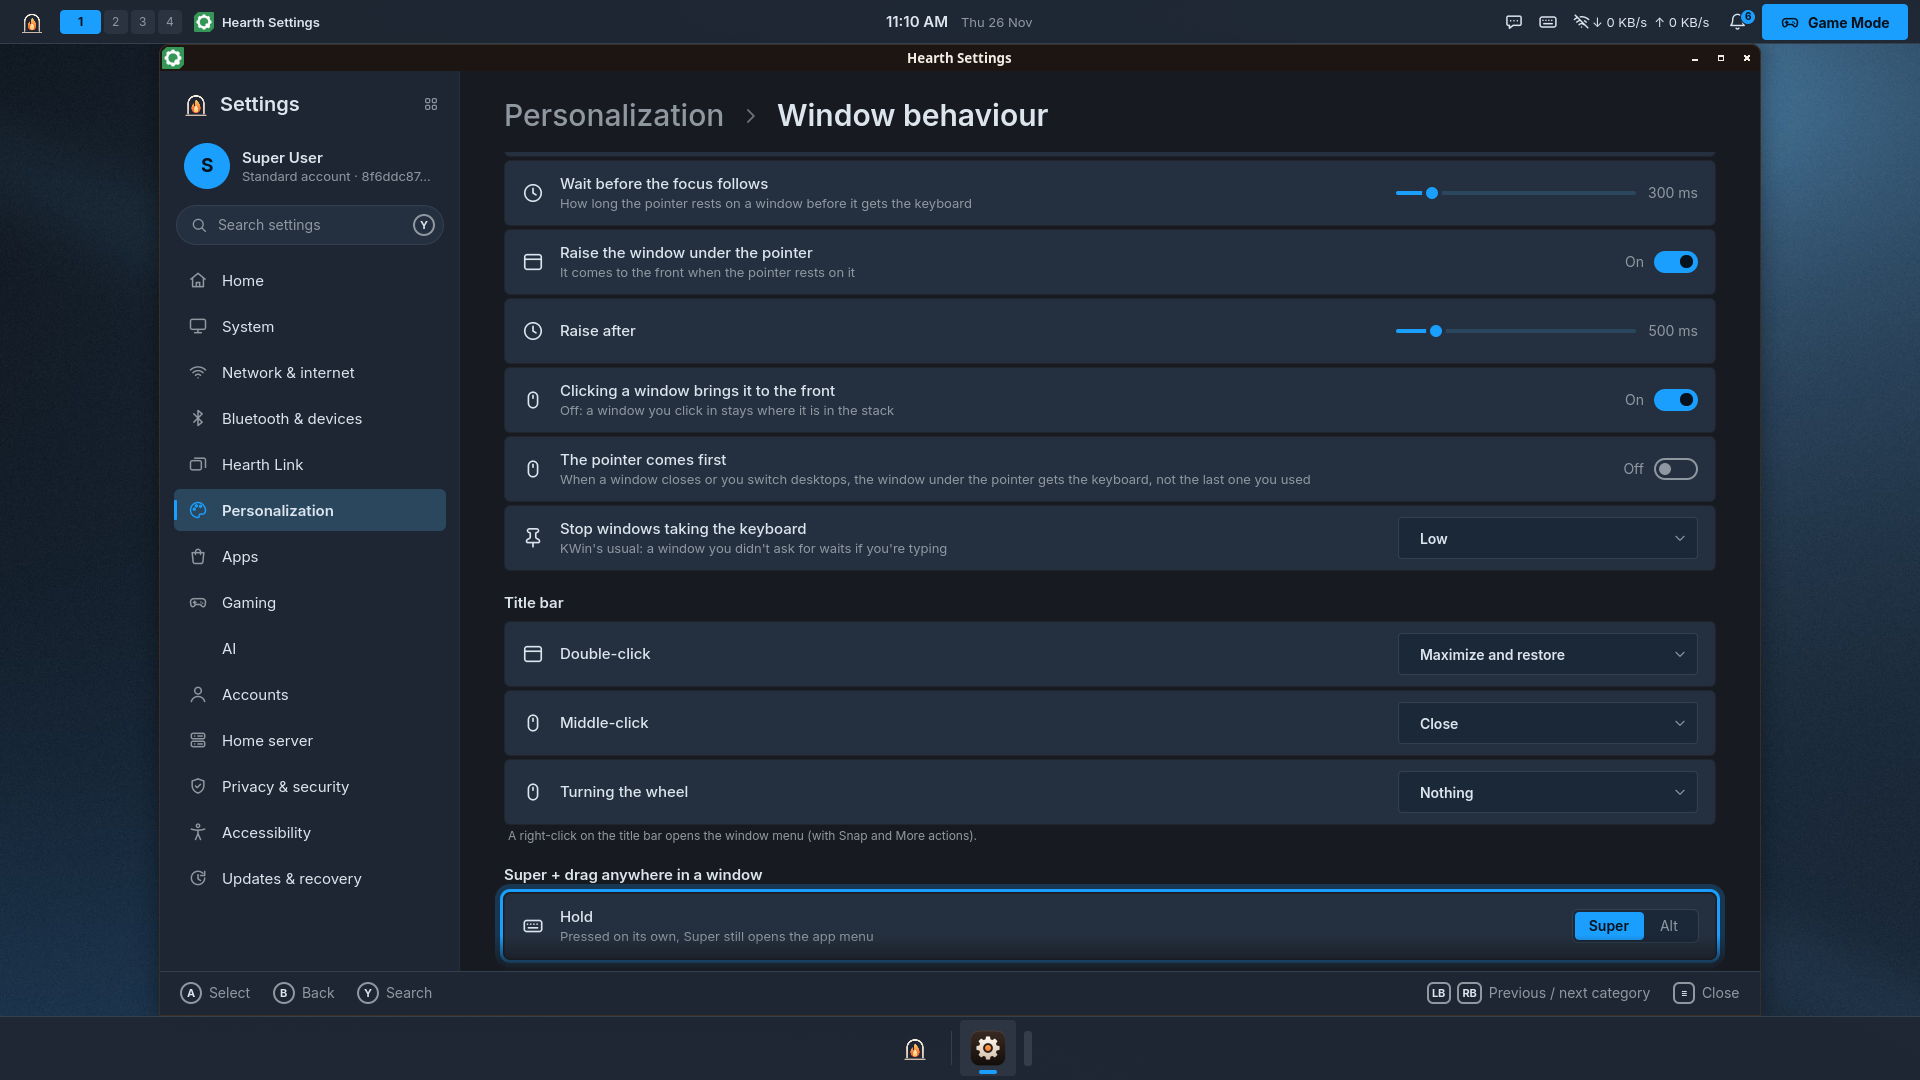 1
2
3
4
Hearth Settings
11:10 AM
Thu 26 Nov
↓ 0 KB/s ↑ 0 KB/s
6
Game Mode
Hearth Settings
Settings
S
Super User
Standard account · 8f6ddc87...
Search settings
Y
Home
System
Network & internet
Bluetooth & devices
Hearth Link
Personalization
Apps
Gaming
AI
Accounts
Home server
Privacy & security
Accessibility
Updates & recovery
Personalization > Window behaviour
Wait before the focus follows
How long the pointer rests on a window before it gets the keyboard
300 ms
Raise the window under the pointer
It comes to the front when the pointer rests on it
On
Raise after
500 ms
Clicking a window brings it to the front
Off: a window you click in stays where it is in the stack
On
The pointer comes first
When a window closes or you switch desktops, the window under the pointer gets the keyboard, not the last one you used
Off
Stop windows taking the keyboard
KWin's usual: a window you didn't ask for waits if you're typing
Low
Title bar
Double-click
Maximize and restore
Middle-click
Close
Turning the wheel
Nothing
A right-click on the title bar opens the window menu (with Snap and More actions).
Super + drag anywhere in a window
Hold
Pressed on its own, Super still opens the app menu
Super
Alt
A Select
B Back
Y Search
LB RB Previous / next category
≡ Close